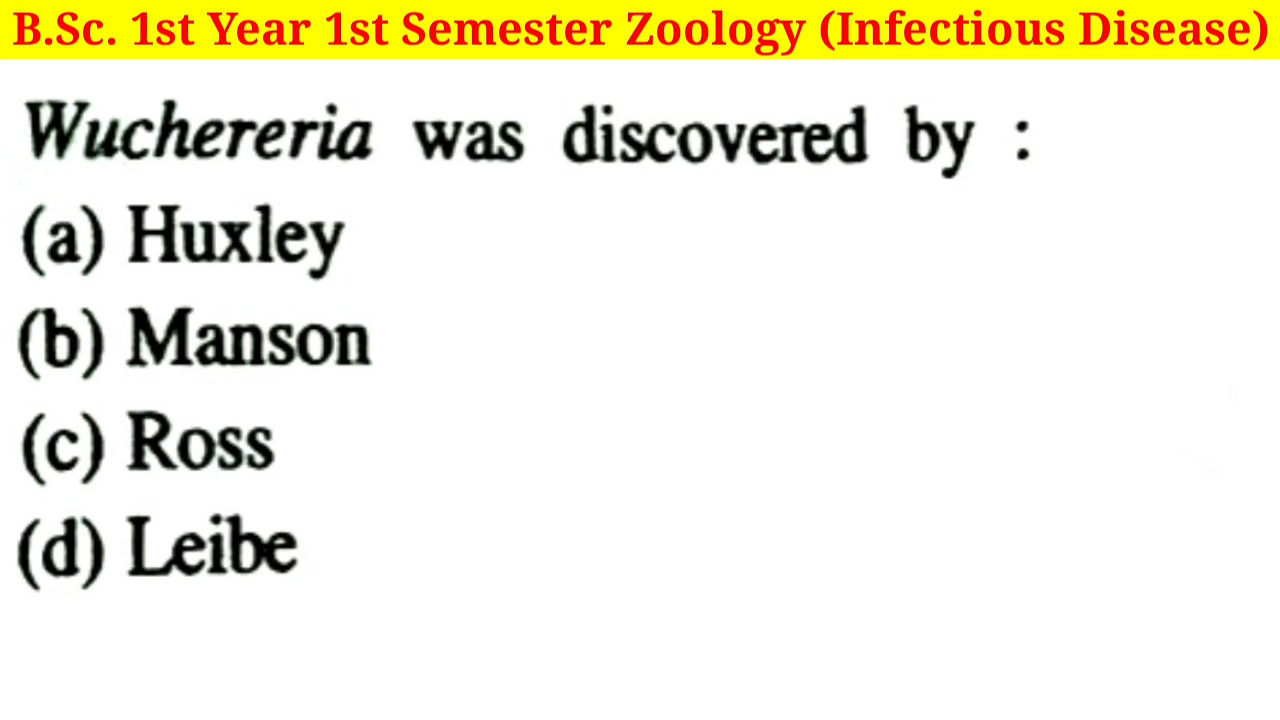 B.Sc. 1st Year 1st Semester Zoology (Infectious Disease)
Wuchereria was discovered by :
(a) Huxley
(b) Manson
(c) Ross
(d) Leibe